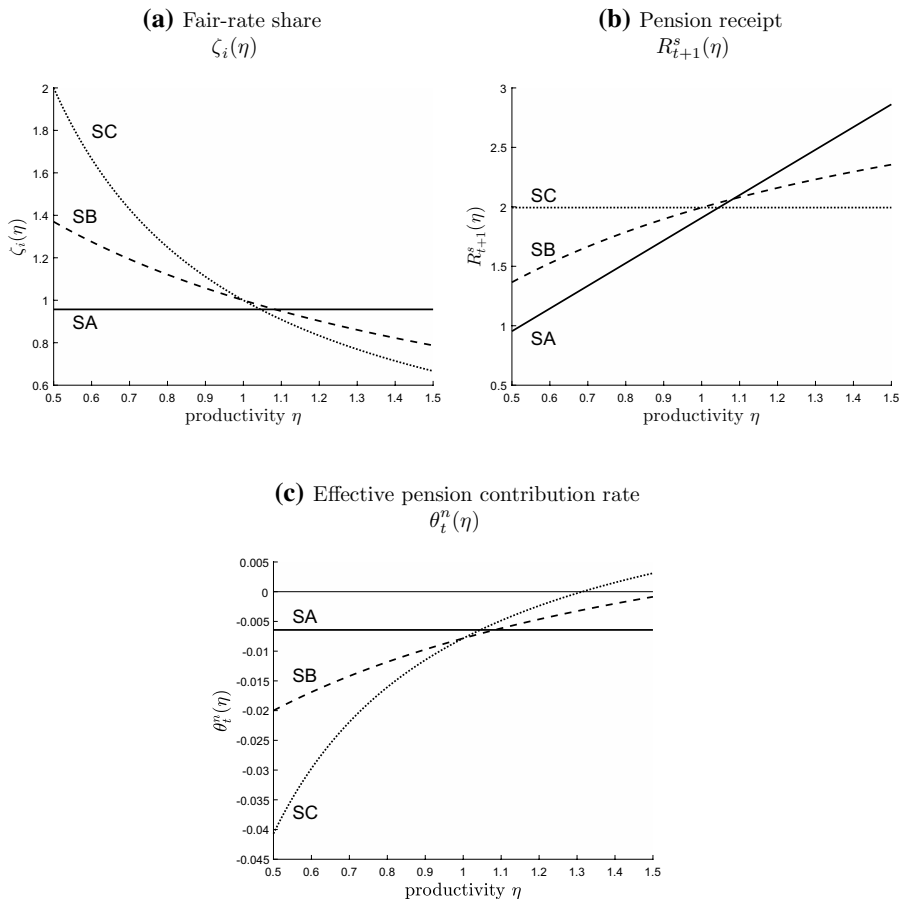 (a) Fair-rate share
ζᵢ(η)
2
1.8
1.6
1.4
1.2
1
0.8
0.6
ζᵢ(η)
SC
SB
SA
0.5 0.6 0.7 0.8 0.9 1 1.1 1.2 1.3 1.4 1.5
productivity η
(b) Pension receipt
Rˢₜ₊₁(η)
3
2.5
2
1.5
1
0.5
Rˢₜ₊₁(η)
SC
SB
SA
0.5 0.6 0.7 0.8 0.9 1 1.1 1.2 1.3 1.4 1.5
productivity η
(c) Effective pension contribution rate
θⁿₜ(η)
0.005
0
-0.005
-0.01
-0.015
-0.02
-0.025
-0.03
-0.035
-0.04
-0.045
θⁿₜ(η)
SA
SB
SC
0.5 0.6 0.7 0.8 0.9 1 1.1 1.2 1.3 1.4 1.5
productivity η